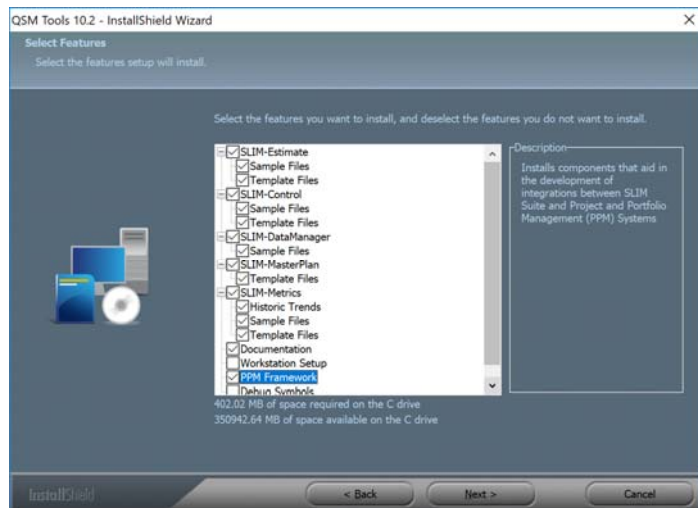 QSM Tools 10.2 - InstallShield Wizard
Select Features
Select the features setup will install.
Select the features you want to install, and deselect the features you do not want to install.
SLIM-Estimate
Sample Files
Template Files
SLIM-Control
Sample Files
Template Files
SLIM-DataManager
Sample Files
SLIM-MasterPlan
Template Files
SLIM-Metrics
Historic Trends
Sample Files
Template Files
Documentation
Workstation Setup
PPM Framework
Debug Symbols
Description
Installs components that aid in
the development of
integrations between SLIM
Suite and Project and Portfolio
Management (PPM) Systems
402.02 MB of space required on the C drive
350942.64 MB of space available on the C drive
InstallShield
< Back
Next >
Cancel